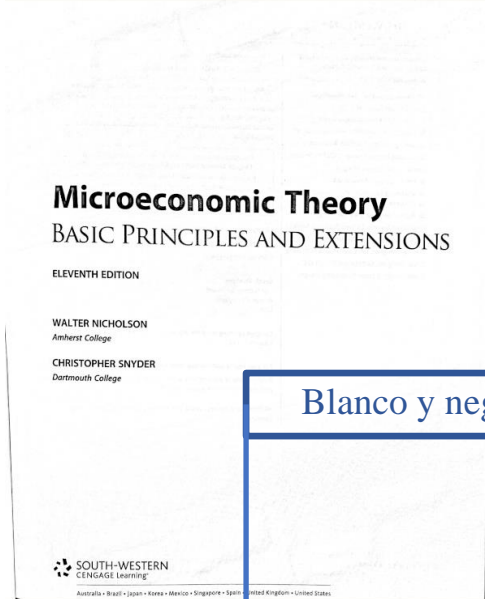 Microeconomic Theory
BASIC PRINCIPLES AND EXTENSIONS
ELEVENTH EDITION
WALTER NICHOLSON
Amherst College
CHRISTOPHER SNYDER
Dartmouth College
Blanco y neg
SOUTH-WESTERN
CENGAGE Learning
Australia • Brazil • Japan • Korea • Mexico • Singapore • Spain • United Kingdom • United States